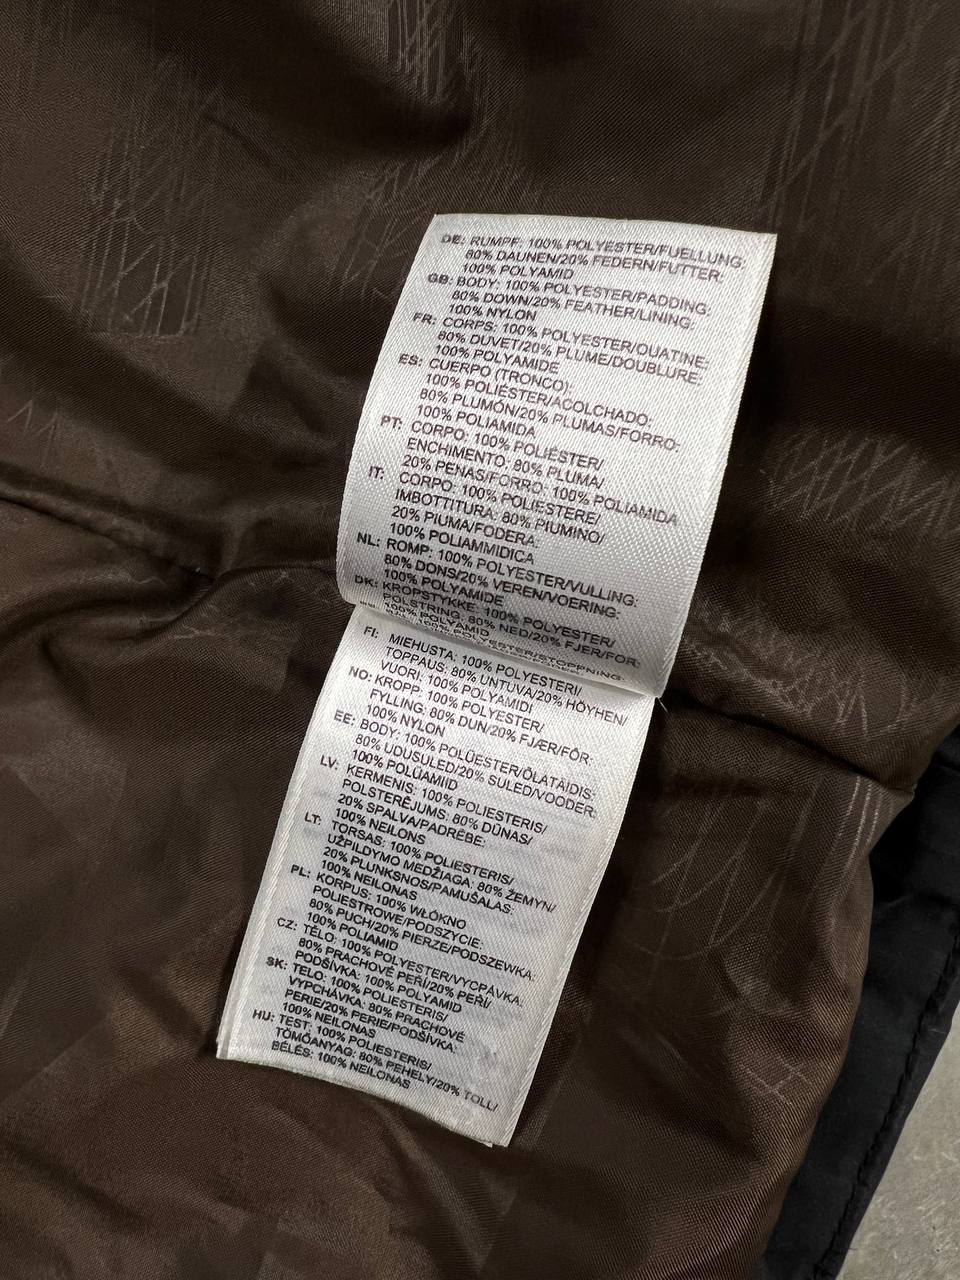 DE: RUMPF: 100% POLYESTER/FUELLUNG:
80% DAUNEN/20% FEDERN/FUTTER:
100% POLYAMID
GB: BODY: 100% POLYESTER/PADDING:
80% DOWN/20% FEATHER/LINING:
100% NYLON
FR: CORPS: 100% POLYESTER/OUATINE:
80% DUVET/20% PLUME/DOUBLURE:
100% POLYAMIDE
ES: CUERPO (TRONCO):
100% POLIÉSTER/ACOLCHADO:
80% PLUMÓN/20% PLUMAS/FORRO:
100% POLIAMIDA
PT: CORPO: 100% POLIÉSTER/
ENCHIMENTO: 80% PLUMA/
20% PENAS/FORRO: 100% POLIAMIDA
IT: CORPO: 100% POLIESTERE/
IMBOTTITURA: 80% PIUMINO/
20% PIUMA/FODERA:
100% POLIAMMIDICA
NL: ROMP: 100% POLYESTER/VULLING:
80% DONS/20% VEREN/VOERING:
100% POLYAMIDE
DK: KROPSTYKKE: 100% POLYESTER/
POLSTRING: 80% NED/20% FJER/FOR:
100% POLYAMID
100% POLYESTER/STOPPNING:
FI: MIEHUSTA: 100% POLYESTERI/
TOPPAUS: 80% UNTUVA/20% HÖYHEN/
VUORI: 100% POLYAMIDI
NO: KROPP: 100% POLYESTER/
FYLLING: 80% DUN/20% FJÆR/FÔR:
100% NYLON
EE: BODY: 100% POLÜESTER/ÕLATÄIDIS:
80% UDUSULED/20% SULED/VOODER:
100% POLÜAMIID
LV: ĶERMENIS: 100% POLIESTERIS/
POLSTERĒJUMS: 80% DŪNAS/
20% SPALVA/PADRĒBE:
100% NEILONS
LT: TORSAS: 100% POLIESTERIS/
UŽPILDYMO MEDŽIAGA: 80% ŽEMYN/
20% PLUNKSNOS/PAMUŠALAS:
100% NEILONAS
PL: KORPUS: 100% WŁÓKNO
POLIESTROWE/PODSZYCIE:
80% PUCH/20% PIERZE/PODSZEWKA:
100% POLIAMID
CZ: TĚLO: 100% POLYESTER/VYCPÁVKA:
80% PRACHOVÉ PEŘÍ/20% PEŘÍ/
PODŠÍVKA: 100% POLYAMID
SK: TELO: 100% POLIESTERIS/
VYPCHÁVKA: 80% PRACHOVÉ
PERIE/20% PERIE/PODŠÍVKA:
100% NEILONAS
HU: TEST: 100% POLIESTERIS/
TÖMŐANYAG: 80% PEHELY/20% TOLL/
BÉLÉS: 100% NEILONAS